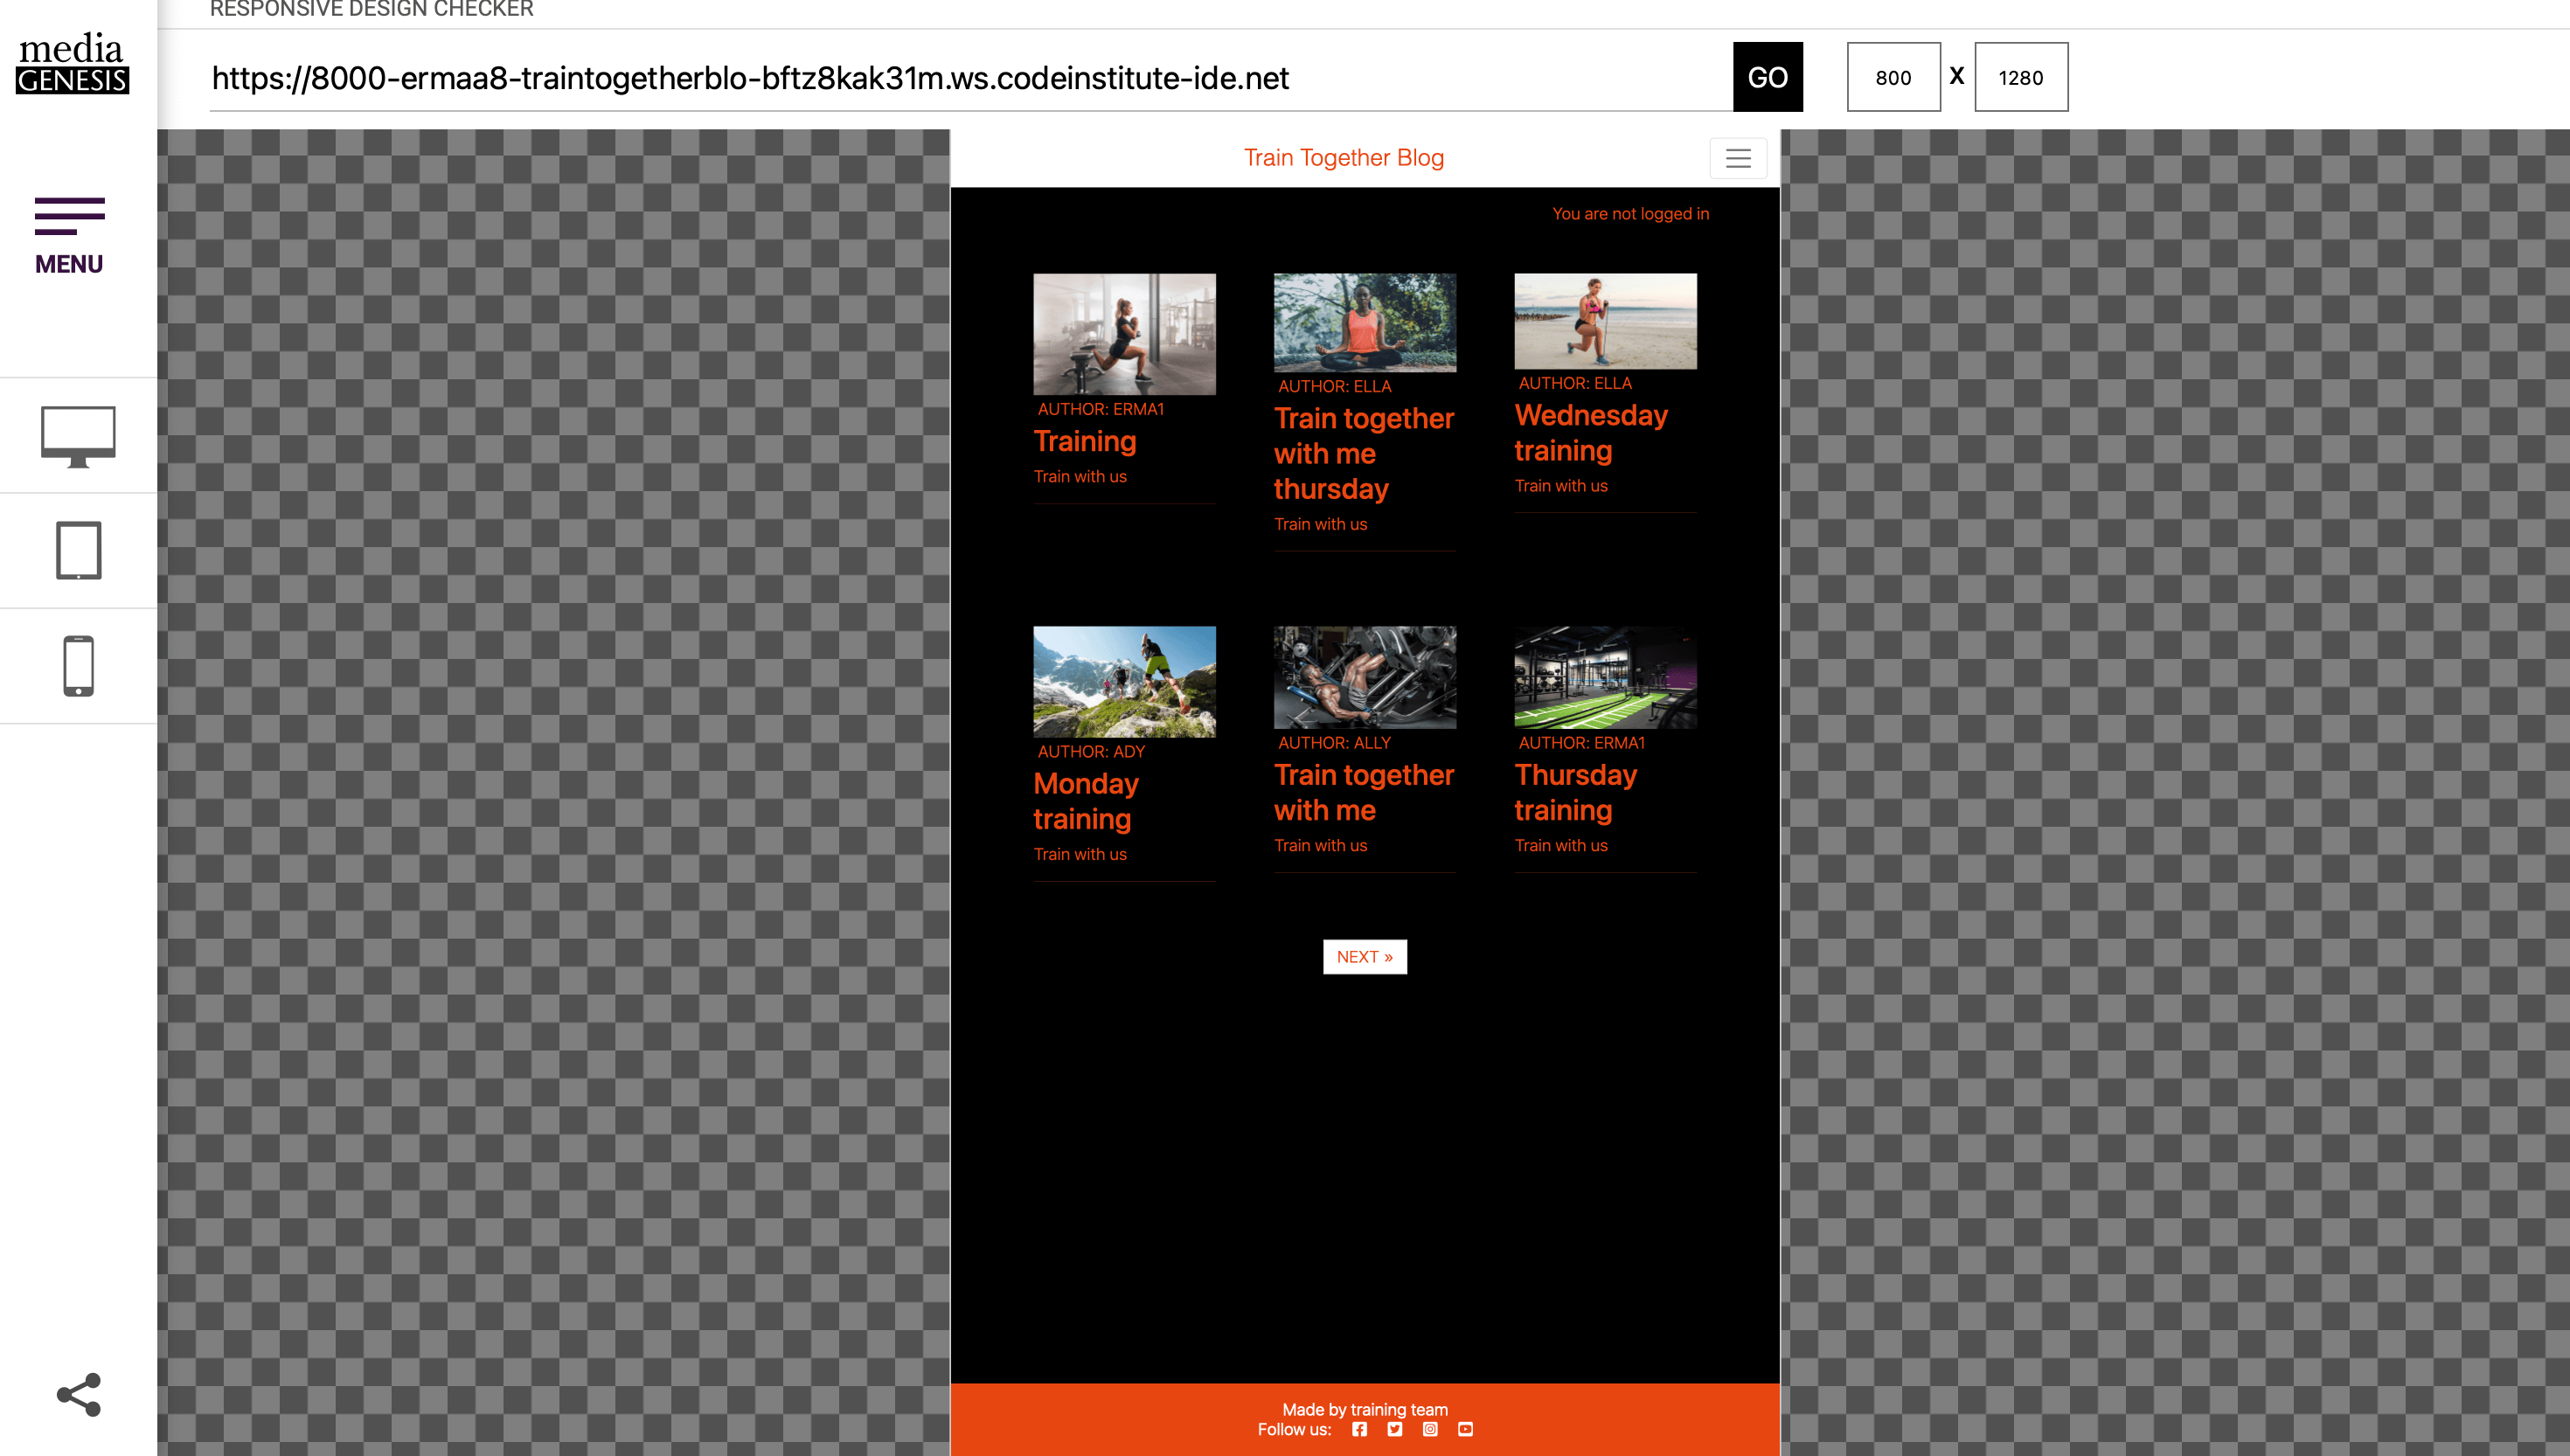 RESPONSIVE DESIGN CHECKER
media
GENESIS
https://8000-ermaa8-traintogetherblo-bftz8kak31m.ws.codeinstitute-ide.net
GO
800 X 1280
MENU
Train Together Blog
You are not logged in
AUTHOR: ERMA1
Training
Train with us
AUTHOR: ELLA
Train together
with me
thursday
Train with us
AUTHOR: ELLA
Wednesday
training
Train with us
AUTHOR: ADY
Monday
training
Train with us
AUTHOR: ALLY
Train together
with me
Train with us
AUTHOR: ERMA1
Thursday
training
Train with us
NEXT »
Made by training team
Follow us: